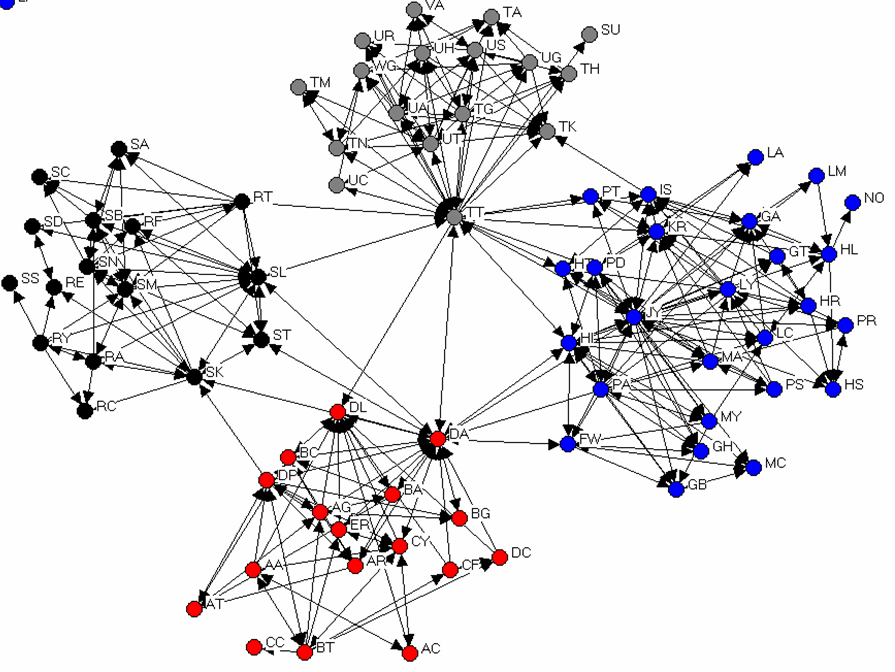 VA
TA
SU
UR
UH
US
UG
TH
WG
TM
UA
TG
TK
TN
UT
UC
TT
SA
SC
RT
SB
RF
SD
SNN
SL
SM
SS
RE
ST
RY
RA
SK
RC
LA
LM
NO
PT
IS
KR
GA
GT
HL
HT
PD
LY
HR
JY
PR
LC
HI
MA
PA
PS
HS
MY
FW
GH
MC
GB
DL
DA
BC
DP
BA
AG
BG
ER
CY
DC
AR
CF
AA
AT
CC
BT
AC